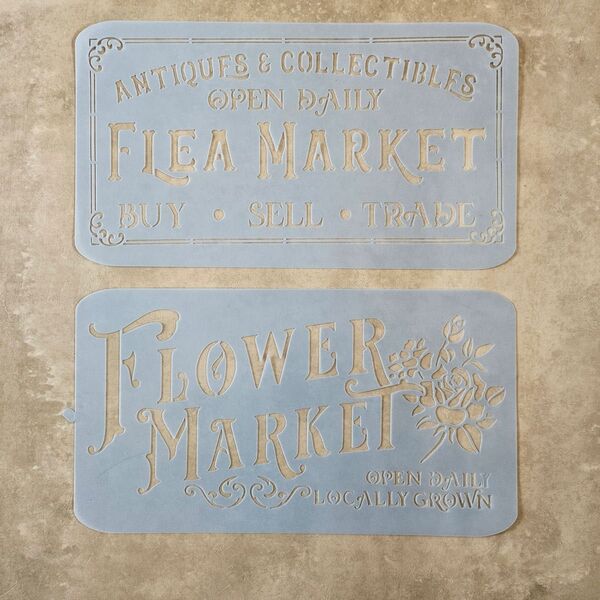 ANTIQUES & COLLECTIBLES
OPEN DAILY
FLEA MARKET
BUY • SELL • TRADE
FLOWER
MARKET
OPEN DAILY
LOCALLY GROWN